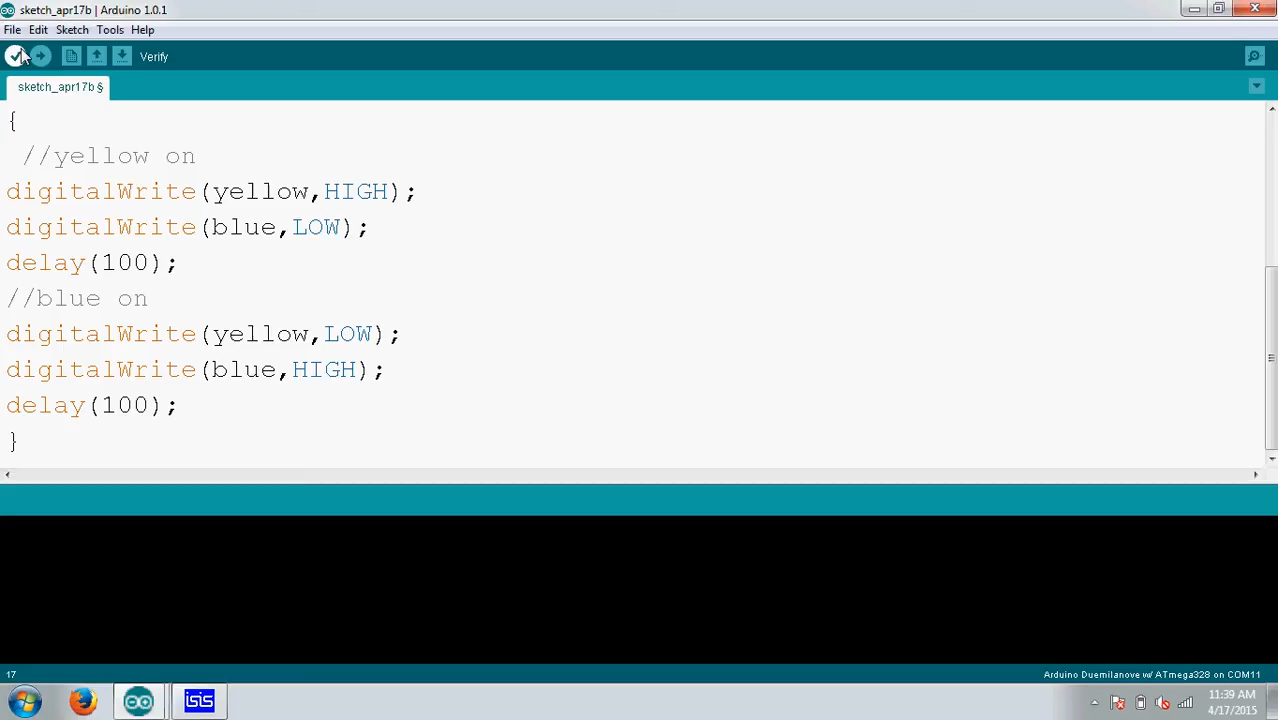 sketch_apr17b | Arduino 1.0.1
File Edit Sketch Tools Help
Verify
sketch_apr17b §
{
//yellow on
digitalWrite(yellow,HIGH);
digitalWrite(blue,LOW);
delay(100);
//blue on
digitalWrite(yellow,LOW);
digitalWrite(blue,HIGH);
delay(100);
}
17
Arduino Duemilanove w/ ATmega328 on COM11
isis
11:39 AM
4/17/2015